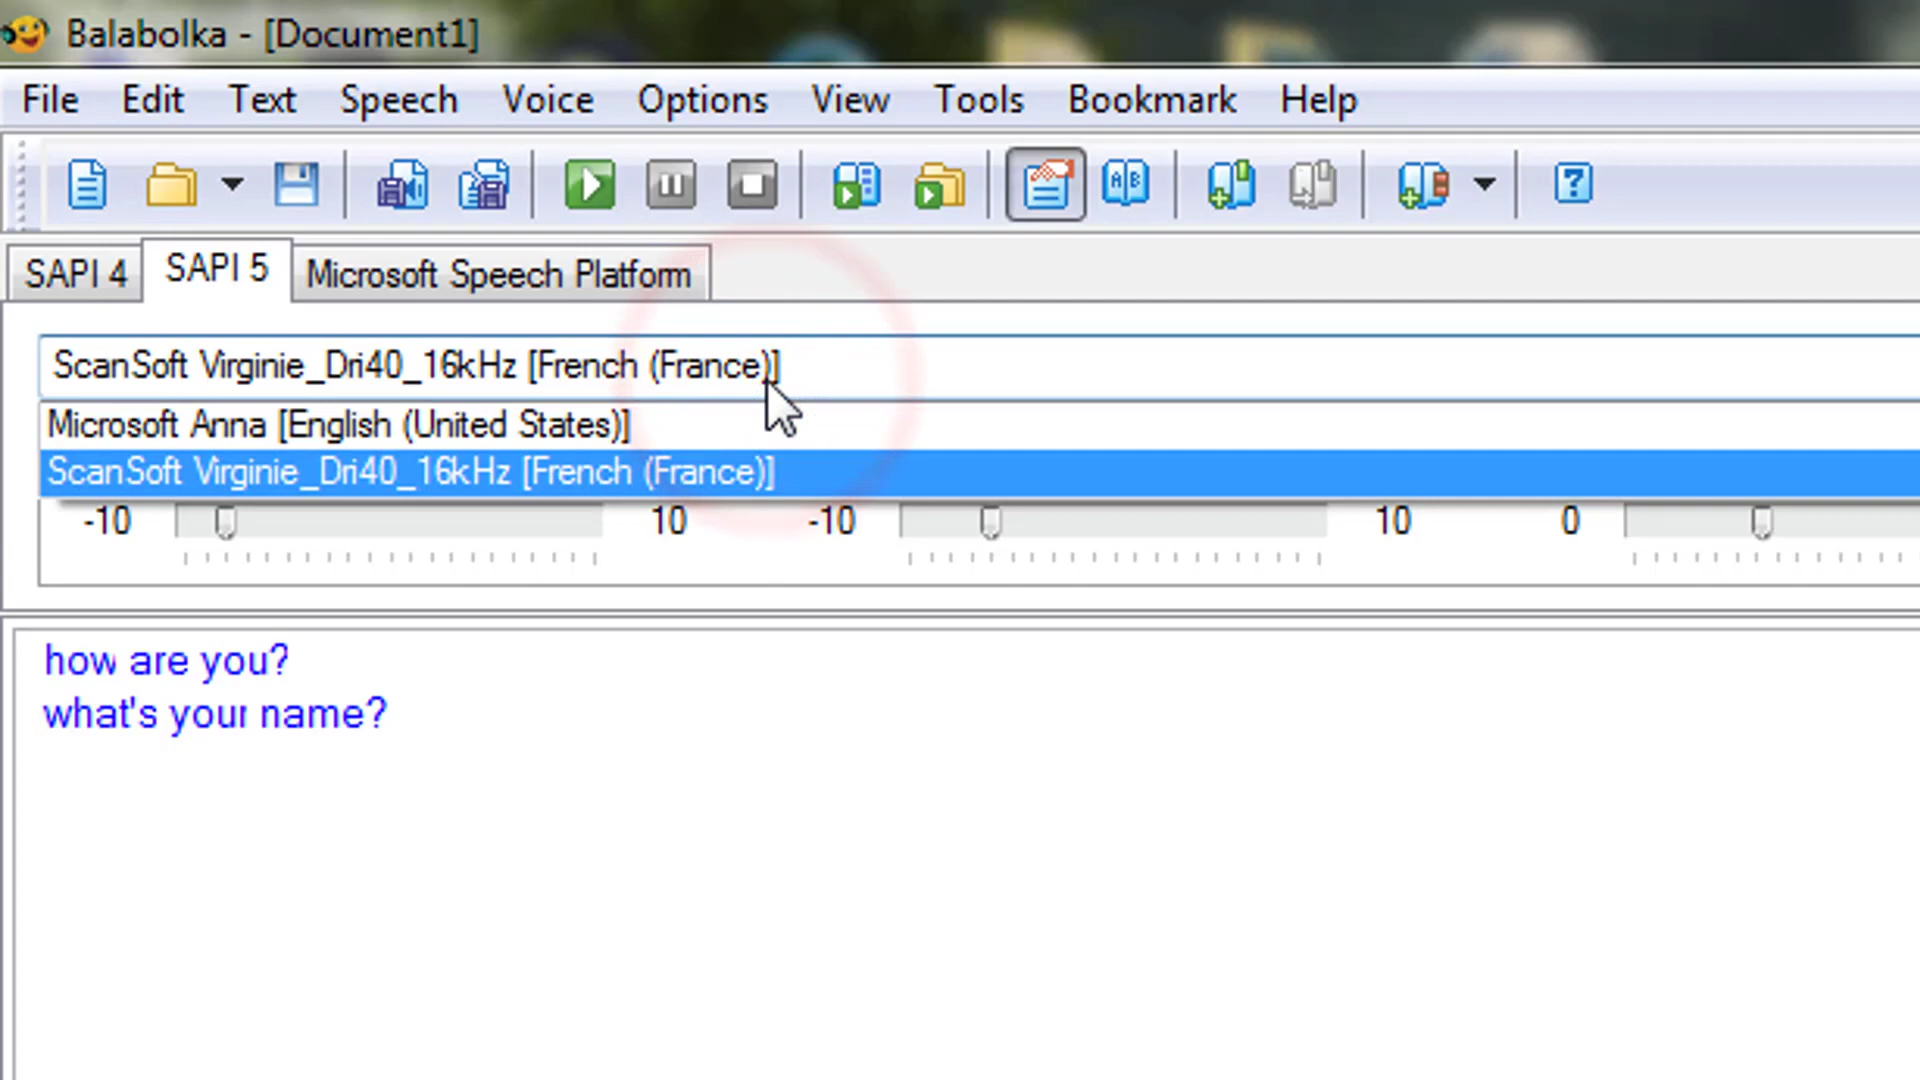 Balabolka - [Document1]
File Edit Text Speech Voice Options View Tools Bookmark Help
SAPI 4 SAPI 5 Microsoft Speech Platform
ScanSoft Virginie_Dri40_16kHz [French (France)]
Microsoft Anna [English (United States)]
ScanSoft Virginie_Dri40_16kHz [French (France)]
-10 10 -10 10 0
how are you?
what's your name?